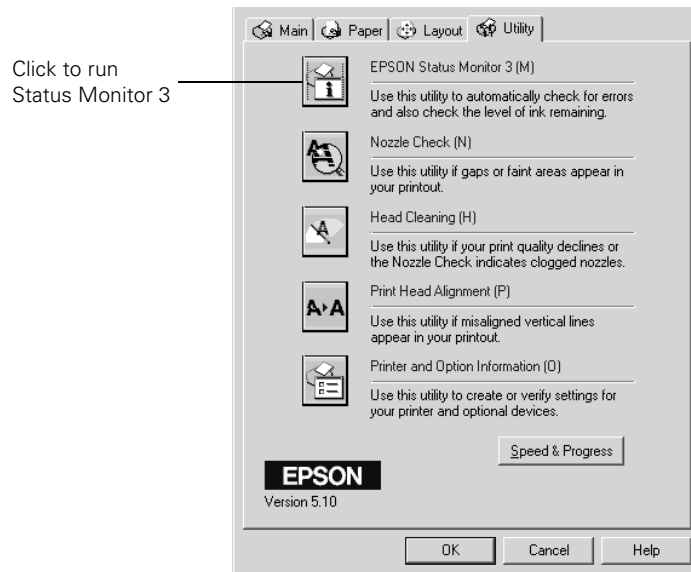 Main Paper Layout Utility
Click to run
Status Monitor 3
EPSON Status Monitor 3 (M)
Use this utility to automatically check for errors
and also check the level of ink remaining.
Nozzle Check (N)
Use this utility if gaps or faint areas appear in
your printout.
Head Cleaning (H)
Use this utility if your print quality declines or
the Nozzle Check indicates clogged nozzles.
Print Head Alignment (P)
Use this utility if misaligned vertical lines
appear in your printout.
Printer and Option Information (O)
Use this utility to create or verify settings for
your printer and optional devices.
Speed & Progress
EPSON
Version 5.10
OK Cancel Help